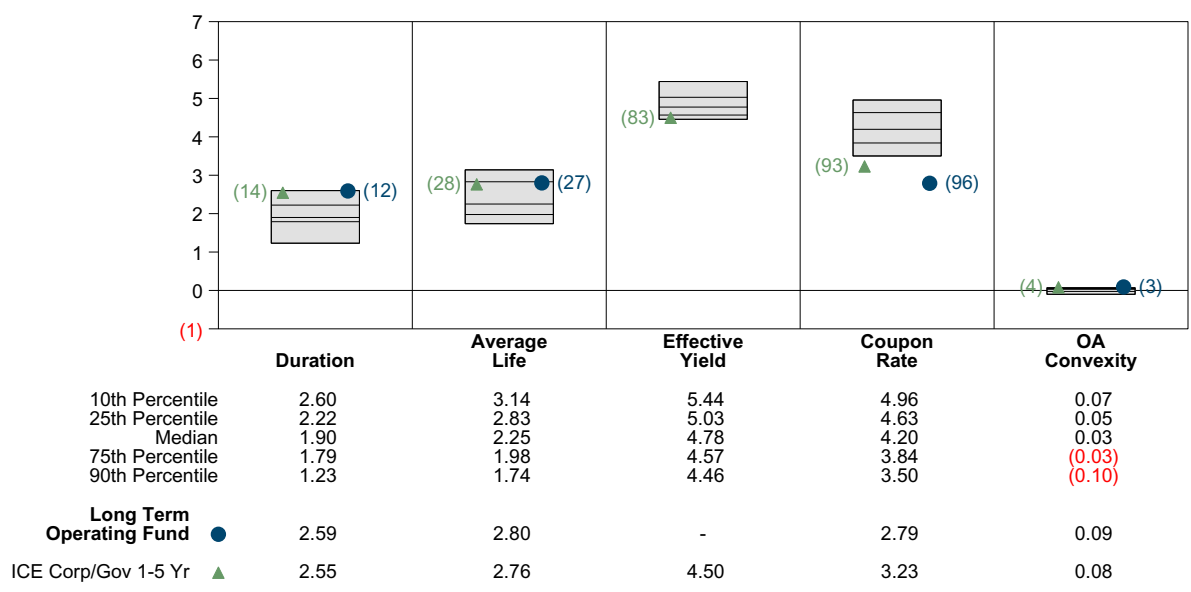 7
6
5
4
3
2
1
0
(1)
(14) (12)
(28) (27)
(83)
(93) (96)
(4) (3)
Duration Average Life Effective Yield Coupon Rate OA Convexity
10th Percentile 2.60 3.14 5.44 4.96 0.07
25th Percentile 2.22 2.83 5.03 4.63 0.05
Median 1.90 2.25 4.78 4.20 0.03
75th Percentile 1.79 1.98 4.57 3.84 (0.03)
90th Percentile 1.23 1.74 4.46 3.50 (0.10)
Long Term
Operating Fund 2.59 2.80 - 2.79 0.09
ICE Corp/Gov 1-5 Yr 2.55 2.76 4.50 3.23 0.08